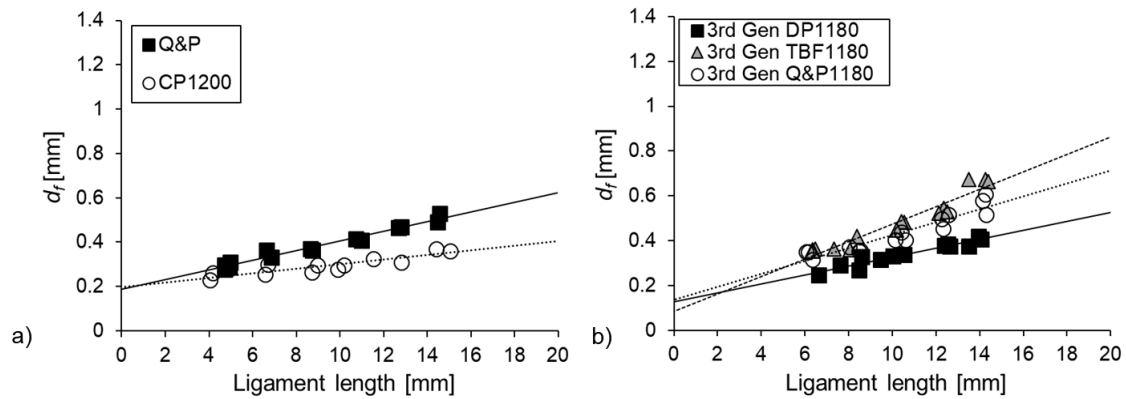 Q&P
CP1200
1.4
1.2
1
0.8
0.6
0.4
0.2
0
d_f [mm]
0 2 4 6 8 10 12 14 16 18 20
Ligament length [mm]
a)
3rd Gen DP1180
3rd Gen TBF1180
3rd Gen Q&P1180
1.4
1.2
1
0.8
0.6
0.4
0.2
0
d_f [mm]
0 2 4 6 8 10 12 14 16 18 20
Ligament length [mm]
b)